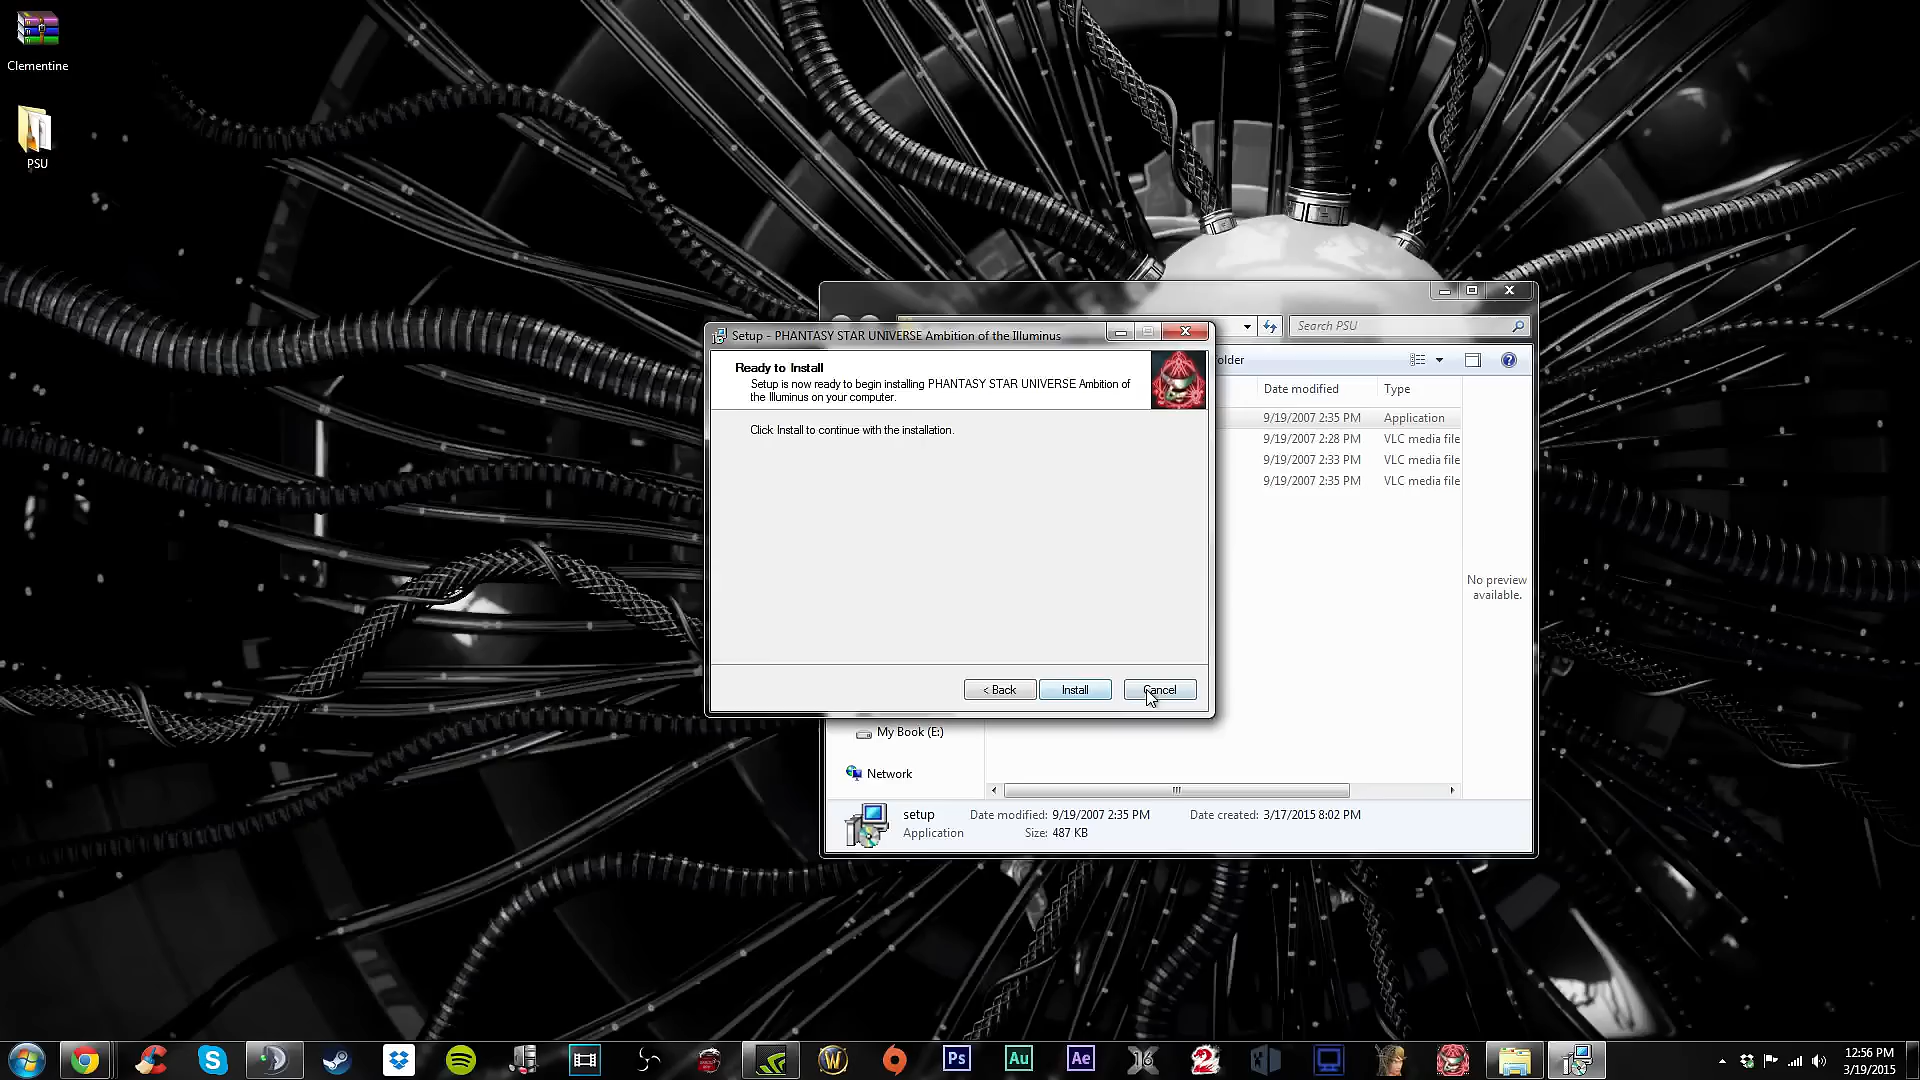 Clementine
PSU
Search PSU
Setup - PHANTASY STAR UNIVERSE Ambition of the Illuminus
Ready to Install
Setup is now ready to begin installing PHANTASY STAR UNIVERSE Ambition of
the Illuminus on your computer.
Click Install to continue with the installation.
< Back
Install
Cancel
older
Date modified
Type
9/19/2007 2:35 PM
Application
9/19/2007 2:28 PM
VLC media file
9/19/2007 2:33 PM
VLC media file
9/19/2007 2:35 PM
VLC media file
No preview
available.
My Book (E:)
Network
setup
Date modified: 9/19/2007 2:35 PM
Date created: 3/17/2015 8:02 PM
Application
Size: 487 KB
Ps
Au
Ae
12:56 PM
3/19/2015